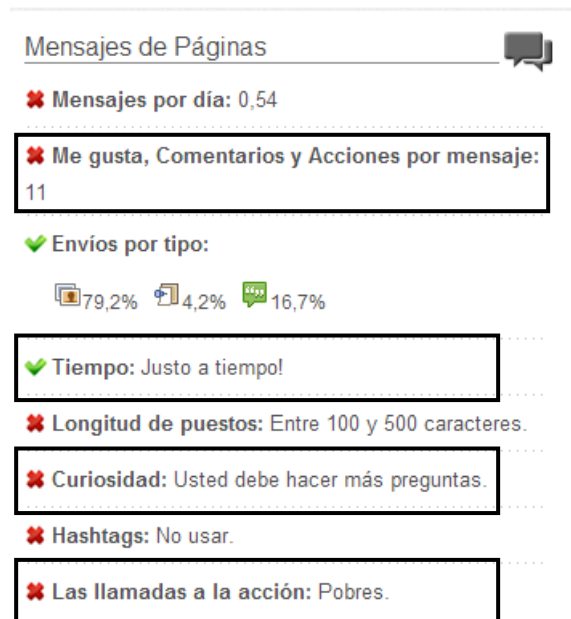 Mensajes de Páginas
Mensajes por día: 0,54
Me gusta, Comentarios y Acciones por mensaje:
11
Envíos por tipo:
79,2% 4,2% 16,7%
Tiempo: Justo a tiempo!
Longitud de puestos: Entre 100 y 500 caracteres.
Curiosidad: Usted debe hacer más preguntas.
Hashtags: No usar.
Las llamadas a la acción: Pobres.